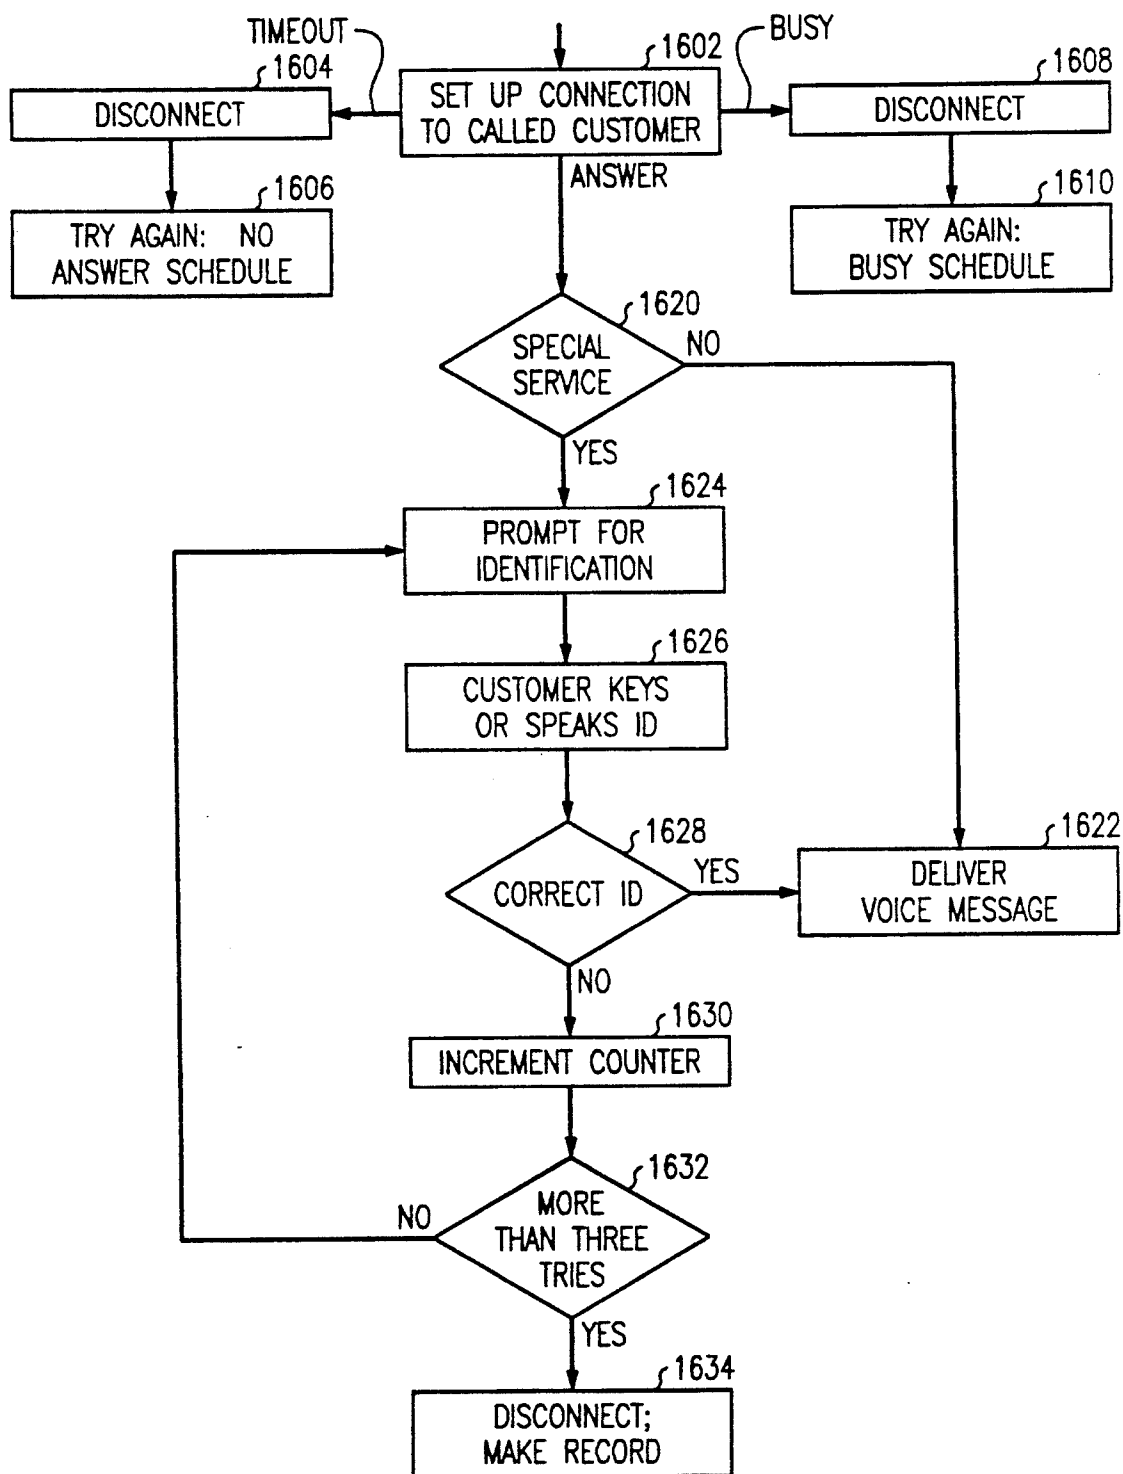 TIMEOUT
BUSY
1602
1604
1608
SET UP CONNECTION
TO CALLED CUSTOMER
DISCONNECT
DISCONNECT
ANSWER
1606
1610
TRY AGAIN: NO
ANSWER SCHEDULE
TRY AGAIN:
BUSY SCHEDULE
1620
SPECIAL
SERVICE
NO
YES
1624
PROMPT FOR
IDENTIFICATION
1626
CUSTOMER KEYS
OR SPEAKS ID
1628
CORRECT ID
YES
1622
DELIVER
VOICE MESSAGE
NO
1630
INCREMENT COUNTER
1632
MORE
THAN THREE
TRIES
NO
YES
1634
DISCONNECT;
MAKE RECORD